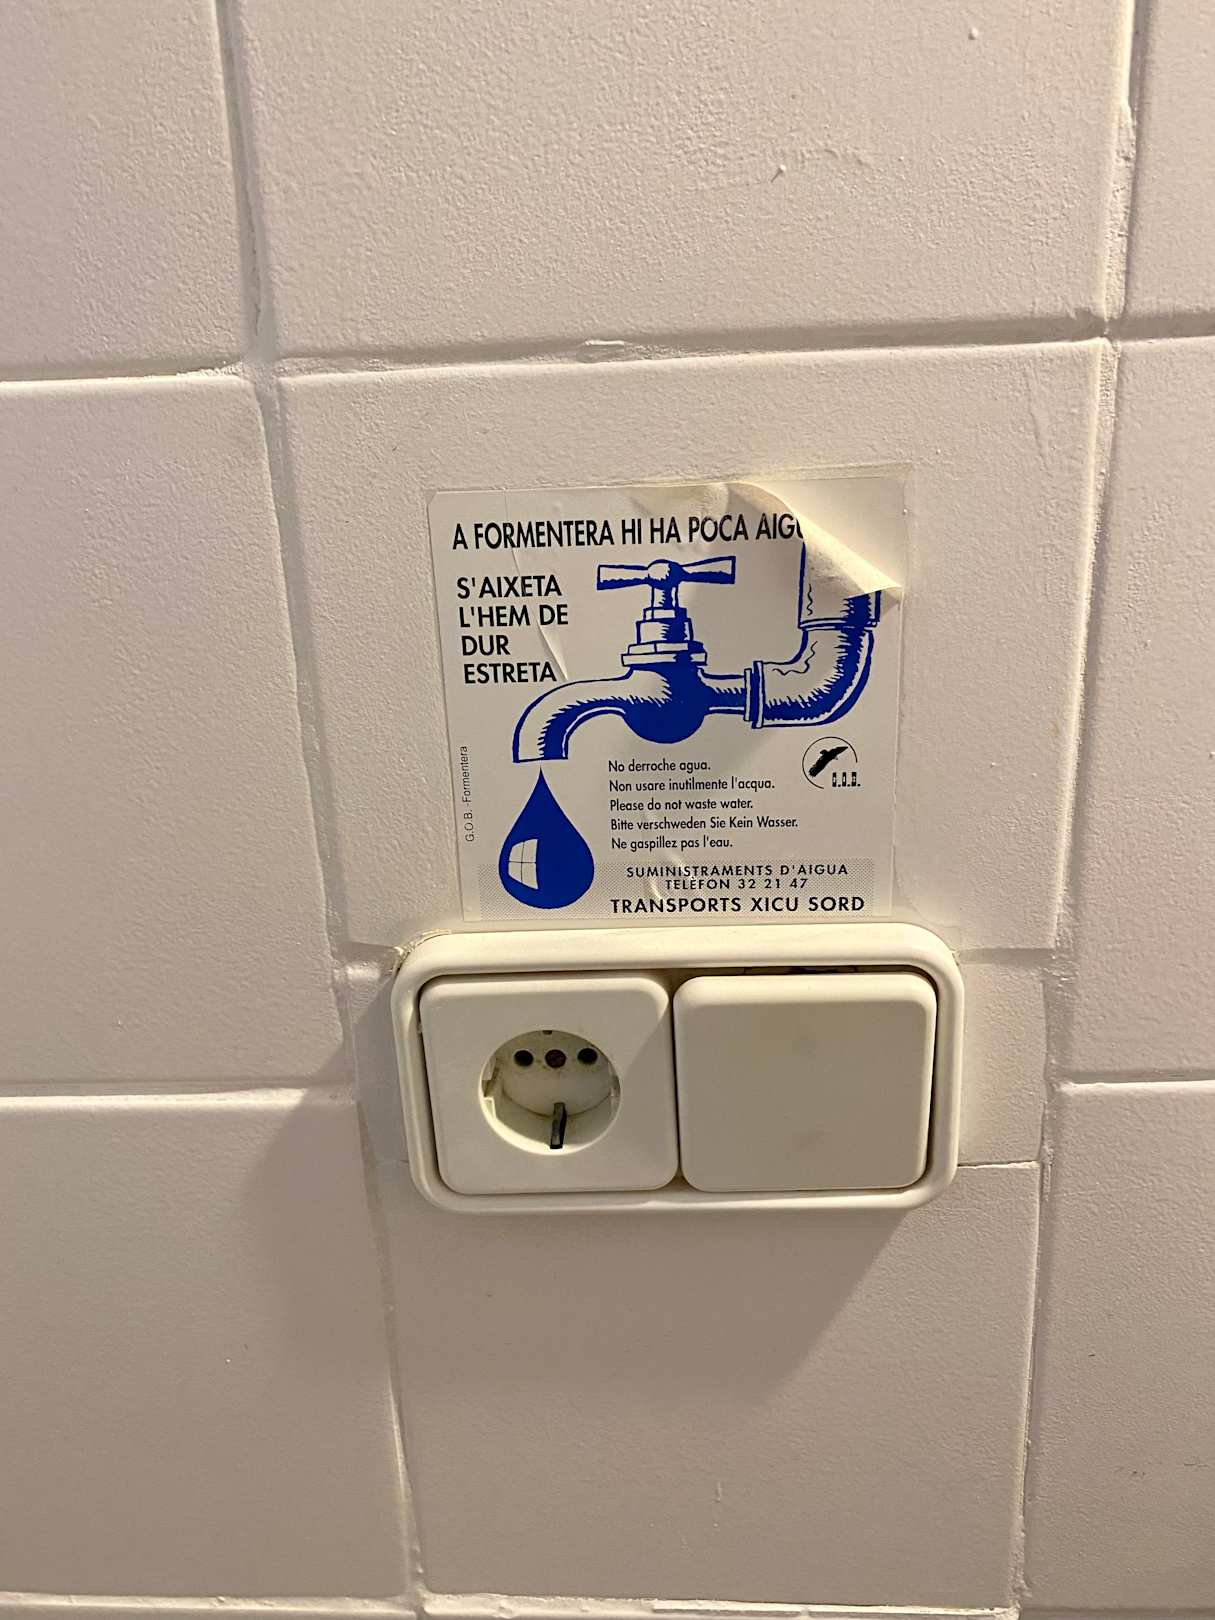 A FORMENTERA HI HA POCA
S'AIXETA
L'HEM DE
DUR
ESTRETA
G.O.B. -Formentera
No derroche agua.
Non usare inutilmente l'acqua.
Please do not waste water.
Bitte verschweden Sie Kein Wasser.
Ne gaspillez pas l'eau.
G.O.B.
SUMINISTRAMENTS D'AIGUA
TELEFON 32 21 47
TRANSPORTS XICU SORD